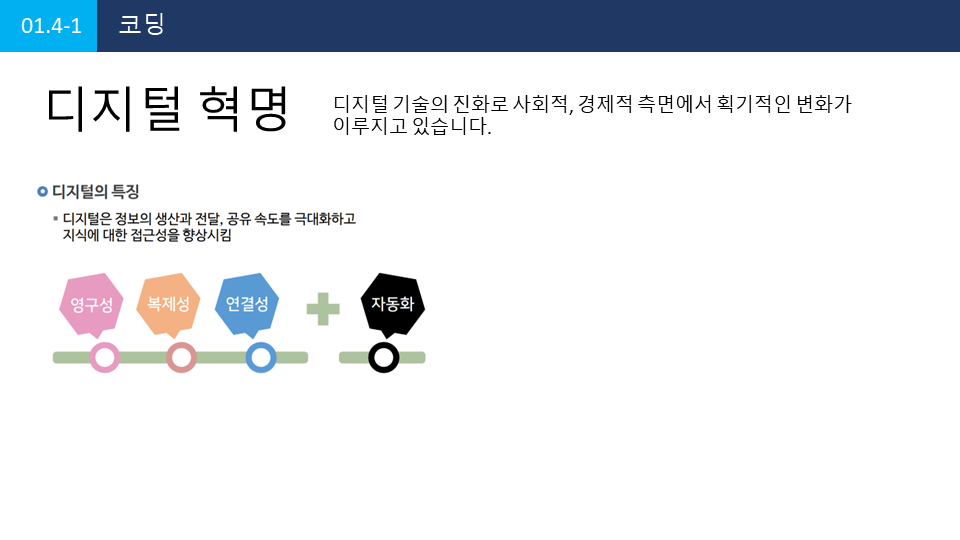 01.4-1 코딩
디지털 혁명
디지털 기술의 진화로 사회적, 경제적 측면에서 획기적인 변화가
이루지고 있습니다.
디지털의 특징
디지털은 정보의 생산과 전달, 공유 속도를 극대화하고
지식에 대한 접근성을 향상시킴
영구성 복제성 연결성 + 자동화